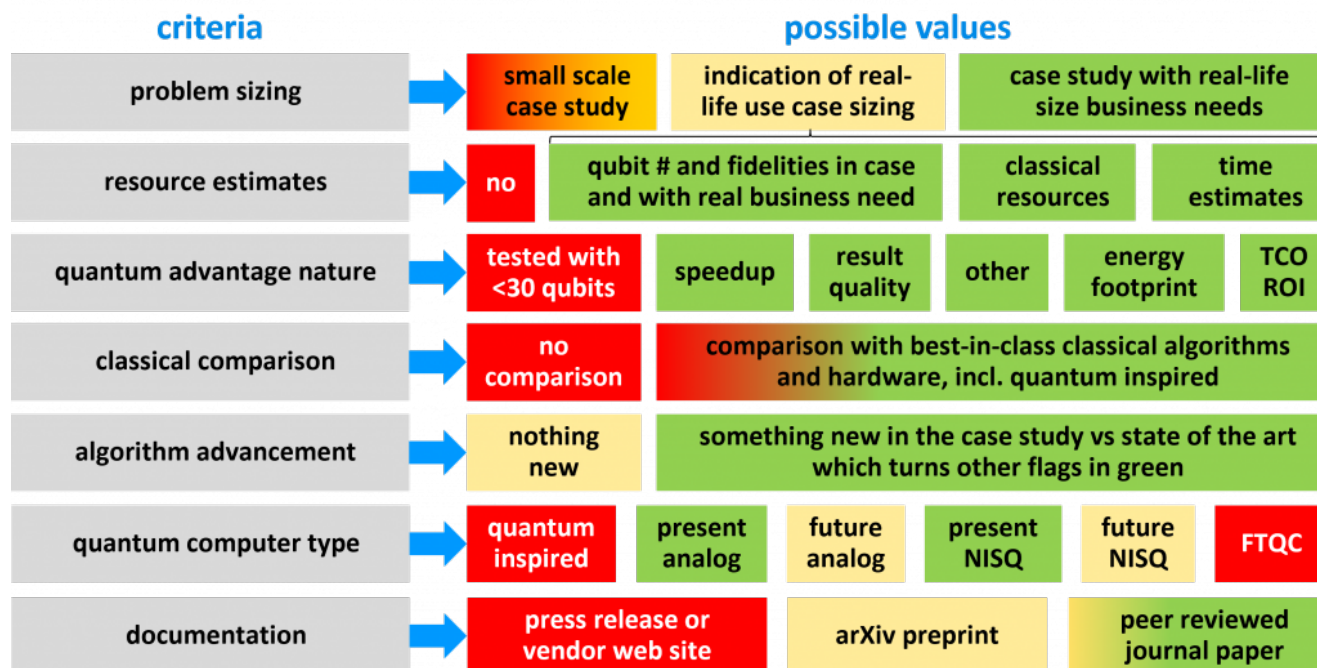 criteria
possible values
problem sizing
small scale
case study
indication of real-
life use case sizing
case study with real-life
size business needs
resource estimates
no
qubit # and fidelities in case
and with real business need
classical
resources
time
estimates
quantum advantage nature
tested with
<30 qubits
speedup
result
quality
other
energy
footprint
TCO
ROI
classical comparison
no
comparison
comparison with best-in-class classical algorithms
and hardware, incl. quantum inspired
algorithm advancement
nothing
new
something new in the case study vs state of the art
which turns other flags in green
quantum computer type
quantum
inspired
present
analog
future
analog
present
NISQ
future
NISQ
FTQC
documentation
press release or
vendor web site
arXiv preprint
peer reviewed
journal paper